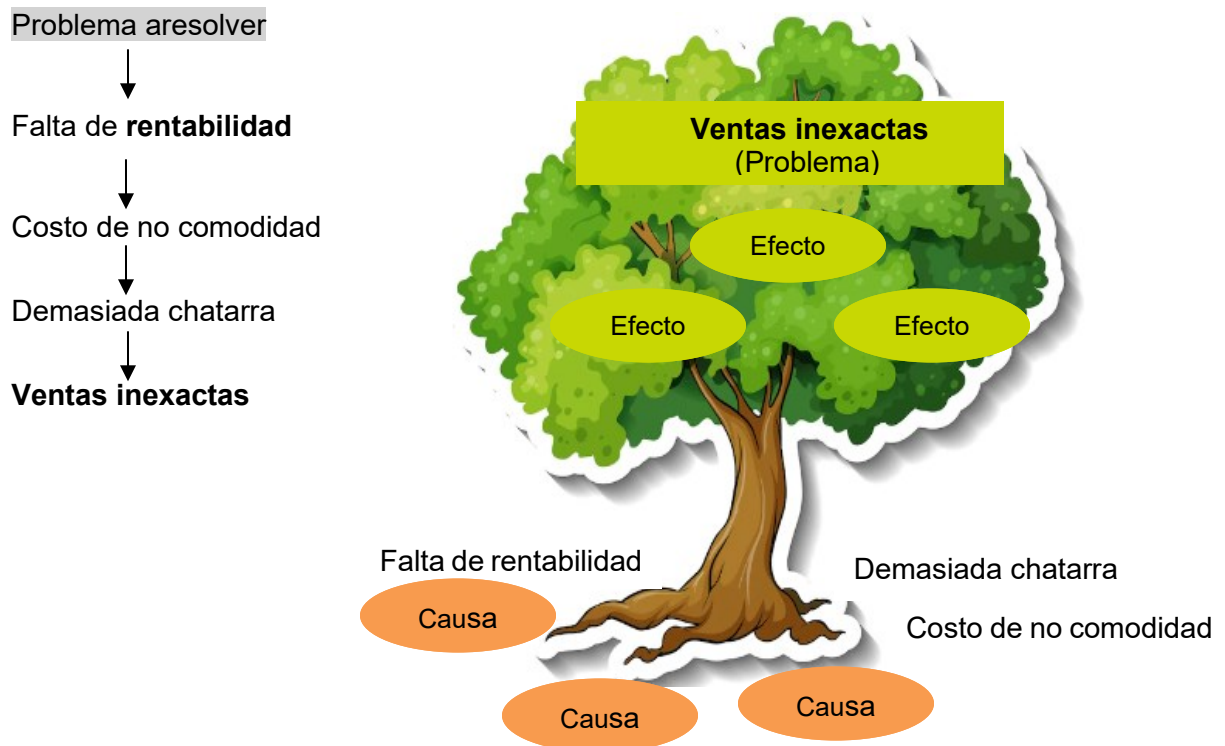 Problema aresolver
Falta de rentabilidad
Costo de no comodidad
Demasiada chatarra
Ventas inexactas
Ventas inexactas
(Problema)
Efecto
Efecto
Efecto
Falta de rentabilidad
Demasiada chatarra
Causa
Costo de no comodidad
Causa
Causa